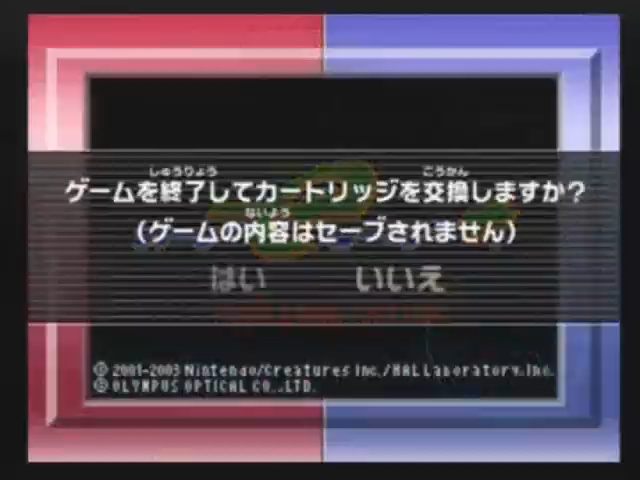 しゅうりょう こうかん
ゲームを終了してカートリッジを交換しますか?
ないよう
(ゲームの内容はセーブされません)
はい いいえ
© 2001-2003 Nintendo/Creatures Inc./HAL Laboratory, Inc.
© OLYMPUS OPTICAL CO.,LTD.